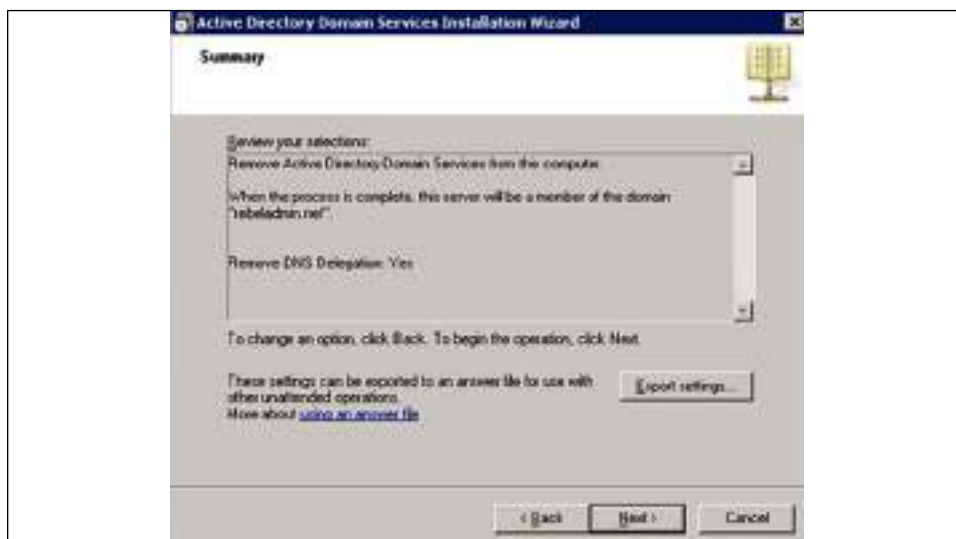 Active Directory Domain Services Installation Wizard
Summary
Review your selections:
Remove Active Directory Domain Services from this computer.
When the process is complete, this server will be a member of the domain
"rebeladmin.net".
Remove DNS Delegation: Yes
To change an option, click Back. To begin the operation, click Next.
These settings can be exported to an answer file for use with
other unattended operations.
More about using an answer file
Export settings...
< Back
Next >
Cancel